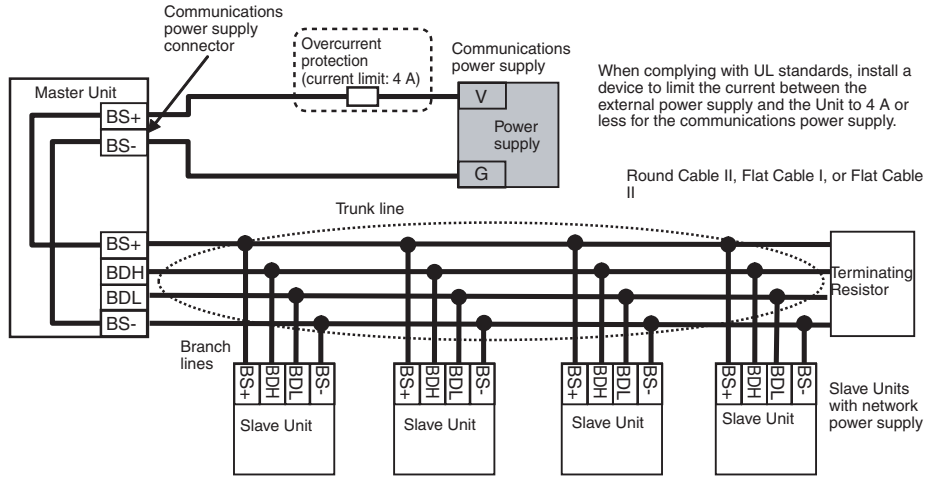 Communications
power supply
connector
Overcurrent
protection
(current limit: 4 A)
Communications
power supply
When complying with UL standards, install a
device to limit the current between the
external power supply and the Unit to 4 A or
less for the communications power supply.
Master Unit
BS+
BS-
V
Power
supply
G
Round Cable II, Flat Cable I, or Flat Cable
II
Trunk line
BS+
BDH
BDL
BS-
Terminating
Resistor
Branch
lines
BS+
BDH
BDL
BS-
Slave Unit
BS+
BDH
BDL
BS-
Slave Unit
BS+
BDH
BDL
BS-
Slave Unit
BS+
BDH
BDL
BS-
Slave Unit
Slave Units
with network
power supply